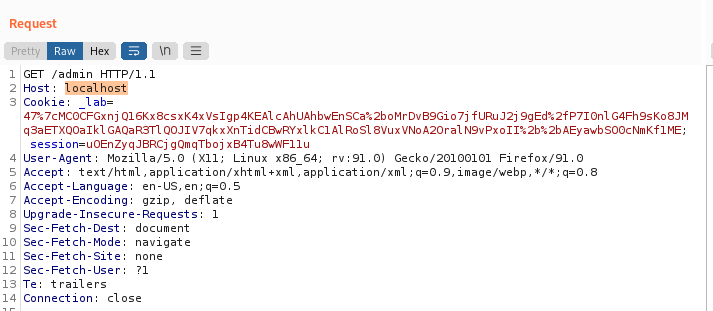 Request
Pretty Raw Hex \n
1 GET /admin HTTP/1.1
2 Host: localhost
3 Cookie: _lab=
47%7cMC0CFGxnjQ16Kx8csxK4xVsIgp4KEAlcAhUAhbwEnSCa%2boMrDvB9Gio7jfURuJ2j9gEd%2fP7I0nlG4Fh9sKo8JM
q3aETXQOaIklGAQaR3TlQOJIV7qkxXnTidCBwRYxlkC1AlRoSl8VuxVNoA2OralN9vPxoII%2b%2bAEyawbSO0cNmKf1ME;
session=uOEnZyqJBRCjgQmqTbojxB4Tu8wWF11u
4 User-Agent: Mozilla/5.0 (X11; Linux x86_64; rv:91.0) Gecko/20100101 Firefox/91.0
5 Accept: text/html,application/xhtml+xml,application/xml;q=0.9,image/webp,*/*;q=0.8
6 Accept-Language: en-US,en;q=0.5
7 Accept-Encoding: gzip, deflate
8 Upgrade-Insecure-Requests: 1
9 Sec-Fetch-Dest: document
10 Sec-Fetch-Mode: navigate
11 Sec-Fetch-Site: none
12 Sec-Fetch-User: ?1
13 Te: trailers
14 Connection: close